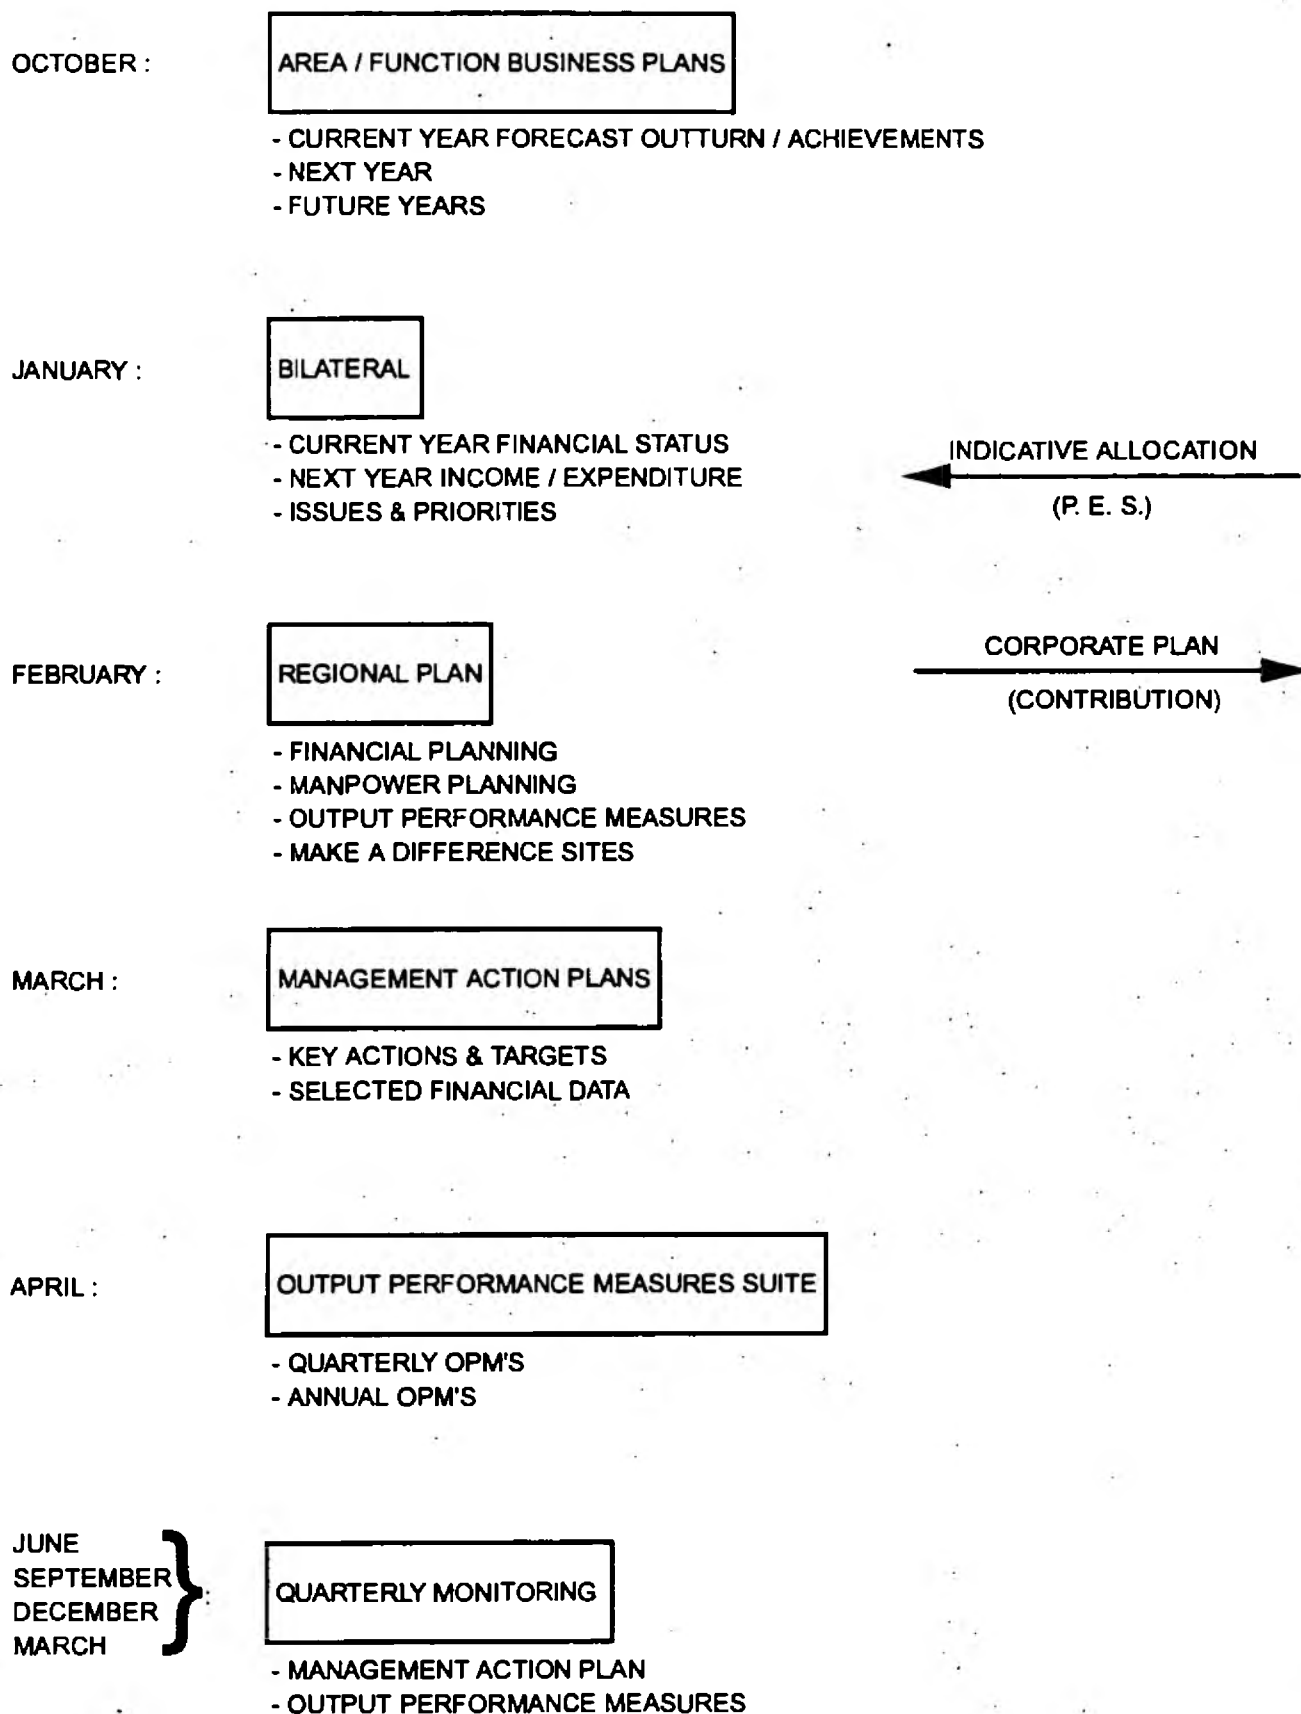 OCTOBER :
AREA / FUNCTION BUSINESS PLANS
- CURRENT YEAR FORECAST OUTTURN / ACHIEVEMENTS
- NEXT YEAR
- FUTURE YEARS
JANUARY :
BILATERAL
- CURRENT YEAR FINANCIAL STATUS
- NEXT YEAR INCOME / EXPENDITURE
- ISSUES & PRIORITIES
INDICATIVE ALLOCATION
(P. E. S.)
FEBRUARY :
REGIONAL PLAN
- FINANCIAL PLANNING
- MANPOWER PLANNING
- OUTPUT PERFORMANCE MEASURES
- MAKE A DIFFERENCE SITES
CORPORATE PLAN
(CONTRIBUTION)
MARCH :
MANAGEMENT ACTION PLANS
- KEY ACTIONS & TARGETS
- SELECTED FINANCIAL DATA
APRIL :
OUTPUT PERFORMANCE MEASURES SUITE
- QUARTERLY OPM'S
- ANNUAL OPM'S
JUNE
SEPTEMBER
DECEMBER
MARCH
} :
QUARTERLY MONITORING
- MANAGEMENT ACTION PLAN
- OUTPUT PERFORMANCE MEASURES